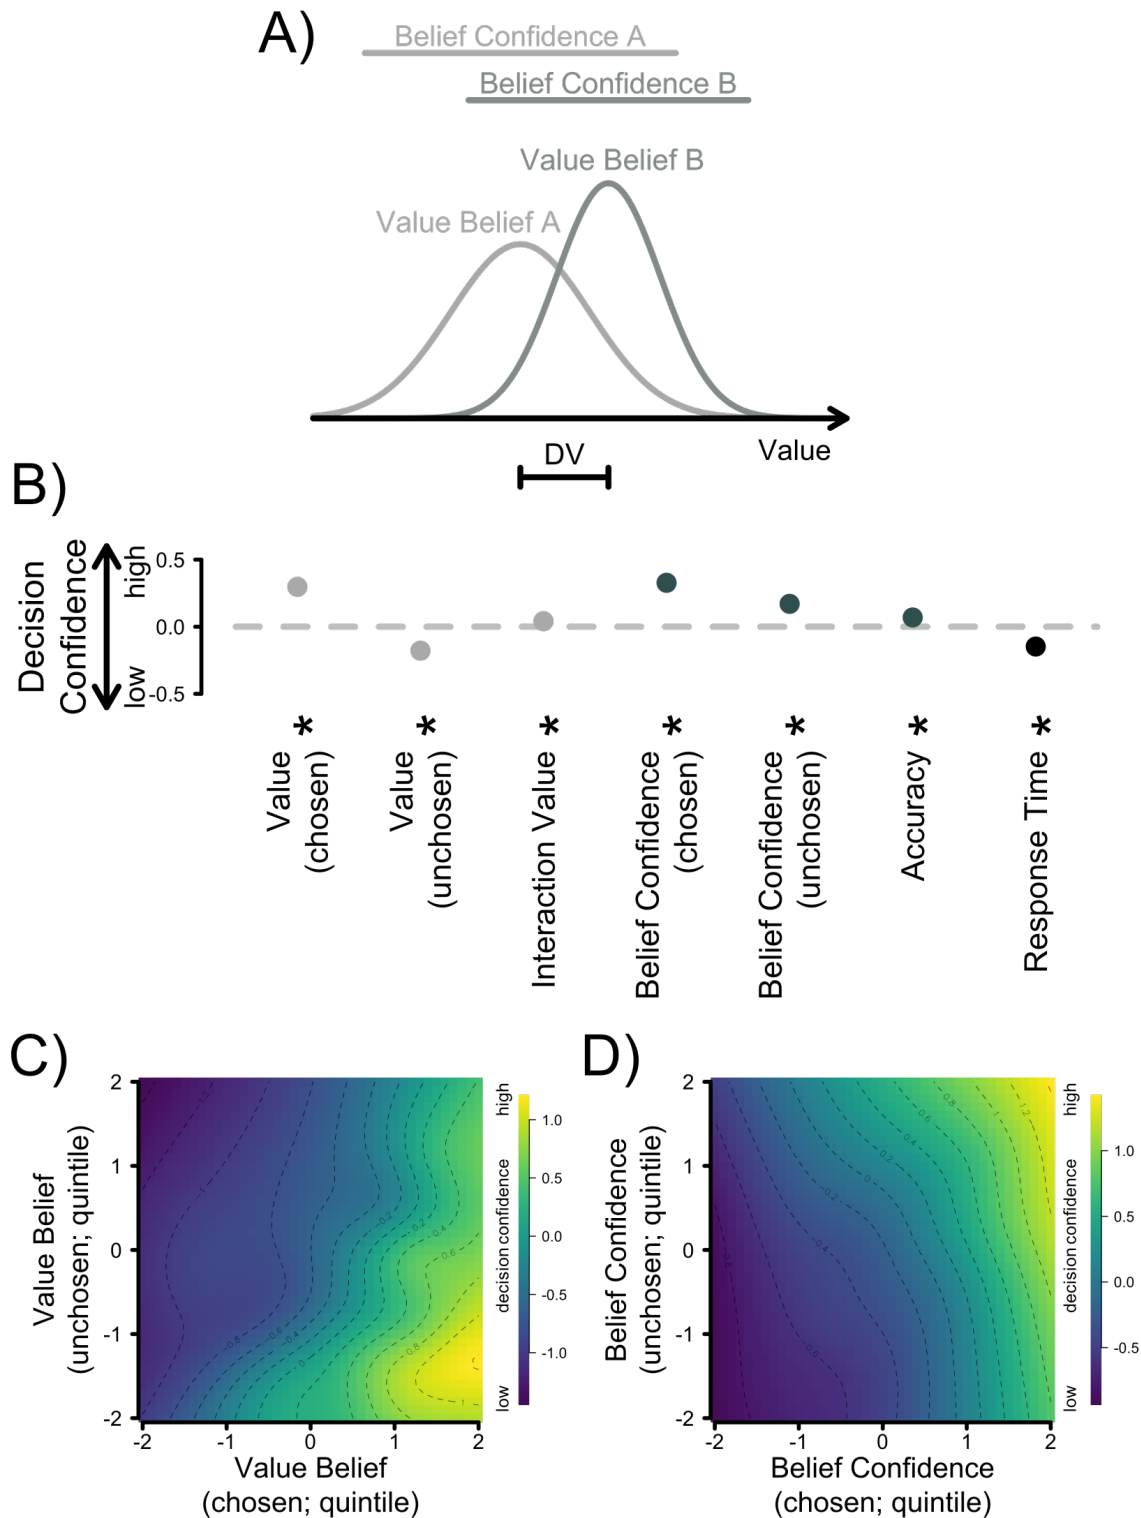 A)
Belief Confidence A
Belief Confidence B
Value Belief B
Value Belief A
Value
DV
B)
Decision
Confidence
high
low
0.5
0.0
-0.5
* * * * * * *
Value
(chosen)
Value
(unchosen)
Interaction Value
Belief Confidence
(chosen)
Belief Confidence
(unchosen)
Accuracy
Response Time
C)
Value Belief
(unchosen; quintile)
2
1
0
-1
-2
-2 -1 0 1 2
Value Belief
(chosen; quintile)
high
decision confidence
low
1.0
0.5
0.0
-0.5
-1.0
D)
Belief Confidence
(unchosen; quintile)
2
1
0
-1
-2
-2 -1 0 1 2
Belief Confidence
(chosen; quintile)
high
decision confidence
low
1.0
0.0
-0.5